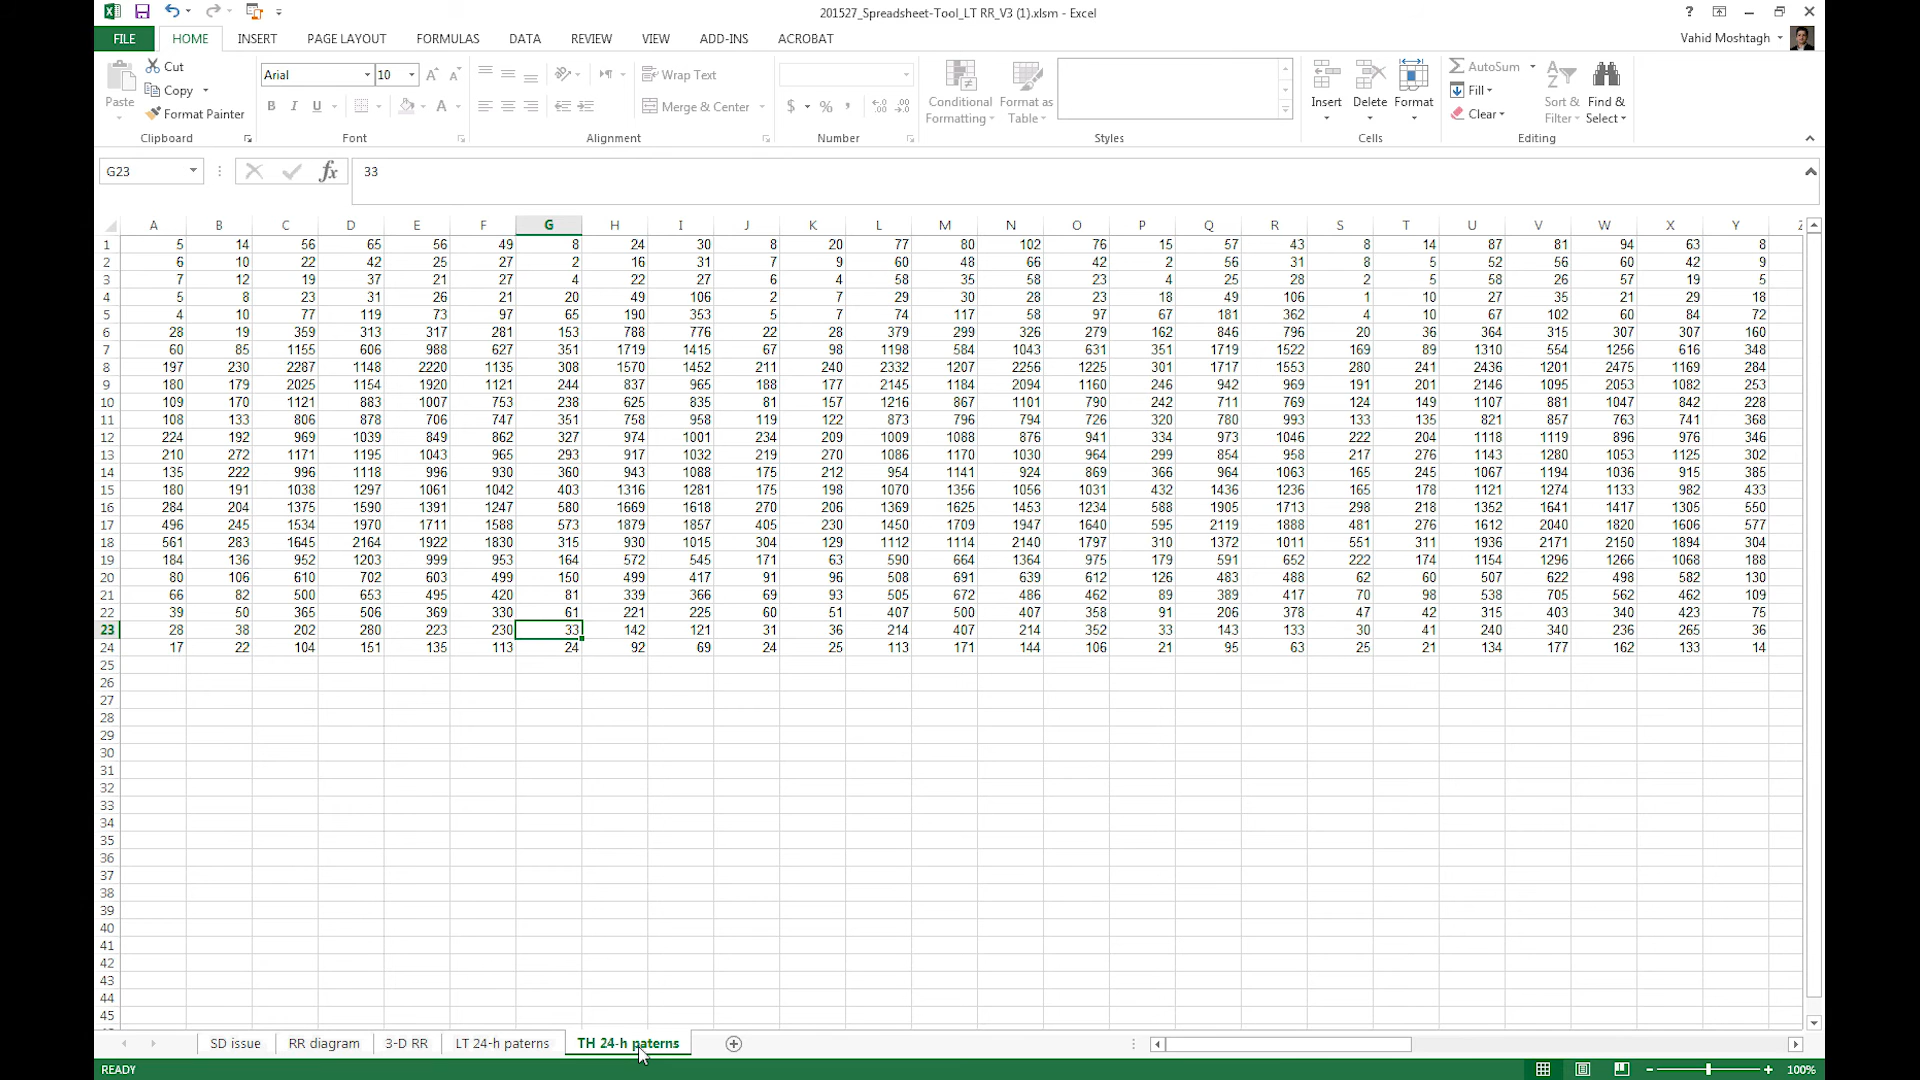 201527_Spreadsheet-Tool_LT RR_V3 (1).xlsm - Excel
FILE HOME INSERT PAGE LAYOUT FORMULAS DATA REVIEW VIEW ADD-INS ACROBAT Vahid Moshtagh
Paste Cut Copy Format Painter Clipboard
Arial 10 B I U A Font
Wrap Text Merge & Center Alignment
$ % , Number
Conditional Formatting Format as Table Styles
Insert Delete Format Cells
AutoSum Fill Clear Sort & Filter Find & Select Editing
G23 fx 33
A B C D E F G H I J K L M N O P Q R S T U V W X Y Z
1 5 14 56 65 56 49 8 24 30 8 20 77 80 102 76 15 57 43 8 14 87 81 94 63 8
2 6 10 22 42 25 27 2 16 31 7 9 60 48 66 42 2 56 31 8 5 52 56 60 42 9
3 7 12 19 37 21 27 4 22 27 6 4 58 35 58 23 4 25 28 2 5 58 26 57 19 5
4 5 8 23 31 26 21 20 49 106 2 7 29 30 28 23 18 49 106 1 10 27 35 21 29 18
5 4 10 77 119 73 97 65 190 353 5 7 74 117 58 97 67 181 362 4 10 67 102 60 84 72
6 28 19 359 313 317 281 153 788 776 22 28 379 299 326 279 162 846 796 20 36 364 315 307 307 160
7 60 85 1155 606 988 627 351 1719 1415 67 98 1198 584 1043 631 351 1719 1522 169 89 1310 554 1256 616 348
8 197 230 2287 1148 2220 1135 308 1570 1452 211 240 2332 1207 2256 1225 301 1717 1553 280 241 2436 1201 2475 1169 284
9 180 179 2025 1154 1920 1121 244 837 965 188 177 2145 1184 2094 1160 246 942 969 191 201 2146 1095 2053 1082 253
10 109 170 1121 883 1007 753 238 625 835 81 157 1216 867 1101 790 242 711 769 124 149 1107 881 1047 842 228
11 108 133 806 878 706 747 351 758 958 119 122 873 796 794 726 320 780 993 133 135 821 857 763 741 368
12 224 192 969 1039 849 862 327 974 1001 234 209 1009 1088 876 941 334 973 1046 222 204 1118 1119 896 976 346
13 210 272 1171 1195 1043 965 293 917 1032 219 270 1086 1170 1030 964 299 854 958 217 276 1143 1280 1053 1125 302
14 135 222 996 1118 996 930 360 943 1088 175 212 954 1141 924 869 366 964 1063 165 245 1067 1194 1036 915 385
15 180 191 1038 1297 1061 1042 403 1316 1281 175 198 1070 1356 1056 1031 432 1436 1236 165 178 1121 1274 1133 982 433
16 284 204 1375 1590 1391 1247 580 1669 1618 270 206 1369 1625 1453 1234 588 1905 1713 298 218 1352 1641 1417 1305 550
17 496 245 1534 1970 1711 1588 573 1879 1857 405 230 1450 1709 1947 1640 595 2119 1888 481 276 1612 2040 1820 1606 577
18 561 283 1645 2164 1922 1830 315 930 1015 304 129 1112 1114 2140 1797 310 1372 1011 551 311 1936 2171 2150 1894 304
19 184 136 952 1203 999 953 164 572 545 171 63 590 664 1364 975 179 591 652 222 174 1154 1296 1266 1068 188
20 80 106 610 702 603 499 150 499 417 91 96 508 691 639 612 126 483 488 62 60 507 622 498 582 130
21 66 82 500 653 495 420 81 339 366 69 93 505 672 486 462 89 389 417 70 98 538 705 562 462 109
22 39 50 365 506 369 330 61 221 225 60 51 407 500 407 358 91 206 378 47 42 315 403 340 423 75
23 28 38 202 280 223 230 33 142 121 31 36 214 407 214 352 33 143 133 30 41 240 340 236 265 36
24 17 22 104 151 135 113 24 92 69 24 25 113 171 144 106 21 95 63 25 21 134 177 162 133 14
25
26
27
28
29
30
31
32
33
34
35
36
37
38
39
40
41
42
43
44
45
SD issue RR diagram 3-D RR LT 24-h paterns TH 24-h paterns
READY 100%